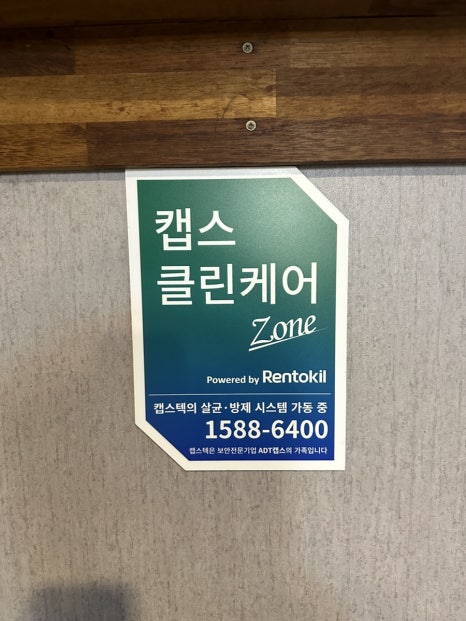 캡스
클린케어
Zone
Powered by Rentokil
캡스텍의 살균·방제 시스템 가동 중
1588-6400
캡스텍은 보안전문기업 ADT캡스의 가족입니다